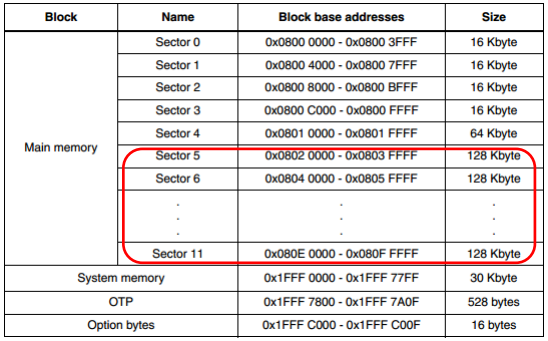 Block Name Block base addresses Size
Sector 0 0x0800 0000 - 0x0800 3FFF 16 Kbyte
Sector 1 0x0800 4000 - 0x0800 7FFF 16 Kbyte
Sector 2 0x0800 8000 - 0x0800 BFFF 16 Kbyte
Sector 3 0x0800 C000 - 0x0800 FFFF 16 Kbyte
Sector 4 0x0801 0000 - 0x0801 FFFF 64 Kbyte
Main memory
Sector 5 0x0802 0000 - 0x0803 FFFF 128 Kbyte
Sector 6 0x0804 0000 - 0x0805 FFFF 128 Kbyte
. . .
. . .
. . .
Sector 11 0x080E 0000 - 0x080F FFFF 128 Kbyte
System memory 0x1FFF 0000 - 0x1FFF 77FF 30 Kbyte
OTP 0x1FFF 7800 - 0x1FFF 7A0F 528 bytes
Option bytes 0x1FFF C000 - 0x1FFF C00F 16 bytes